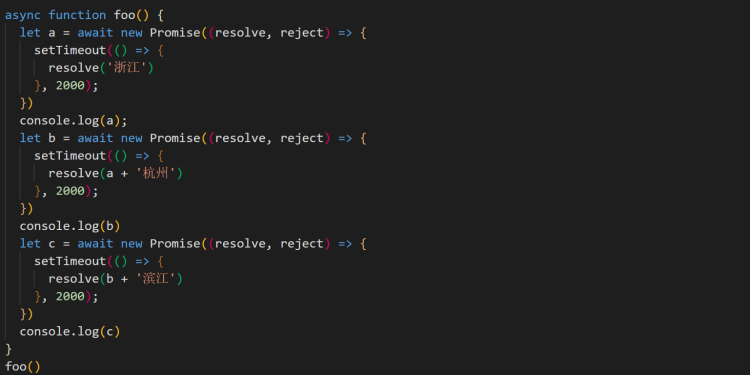 async function foo() {
  let a = await new Promise((resolve, reject) => {
    setTimeout(() => {
      resolve('浙江')
    }, 2000);
  })
  console.log(a);
  let b = await new Promise((resolve, reject) => {
    setTimeout(() => {
      resolve(a + '杭州')
    }, 2000);
  })
  console.log(b)
  let c = await new Promise((resolve, reject) => {
    setTimeout(() => {
      resolve(b + '滨江')
    }, 2000);
  })
  console.log(c)
}
foo()